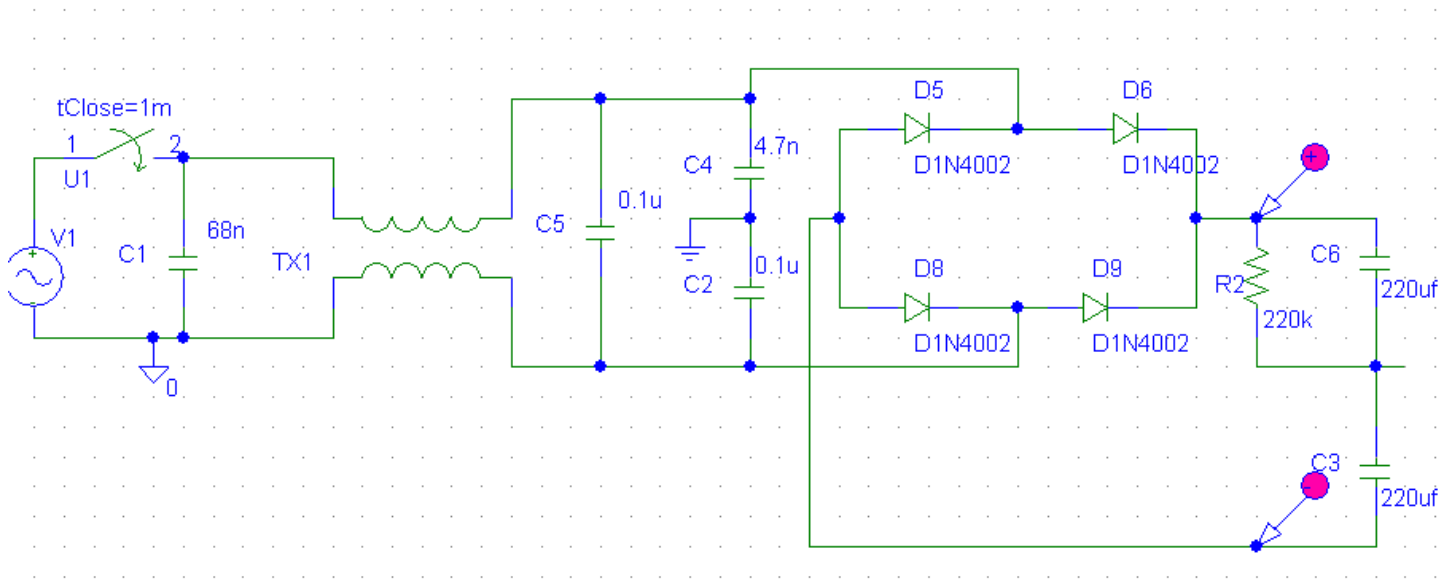 tClose=1m
1
2
U1
V1
C1
68n
0
TX1
C5
0.1u
C4
4.7n
C2
0.1u
D5
D1N4002
D6
D1N4002
D8
D1N4002
D9
D1N4002
R2
220k
C6
220uf
C3
220uf